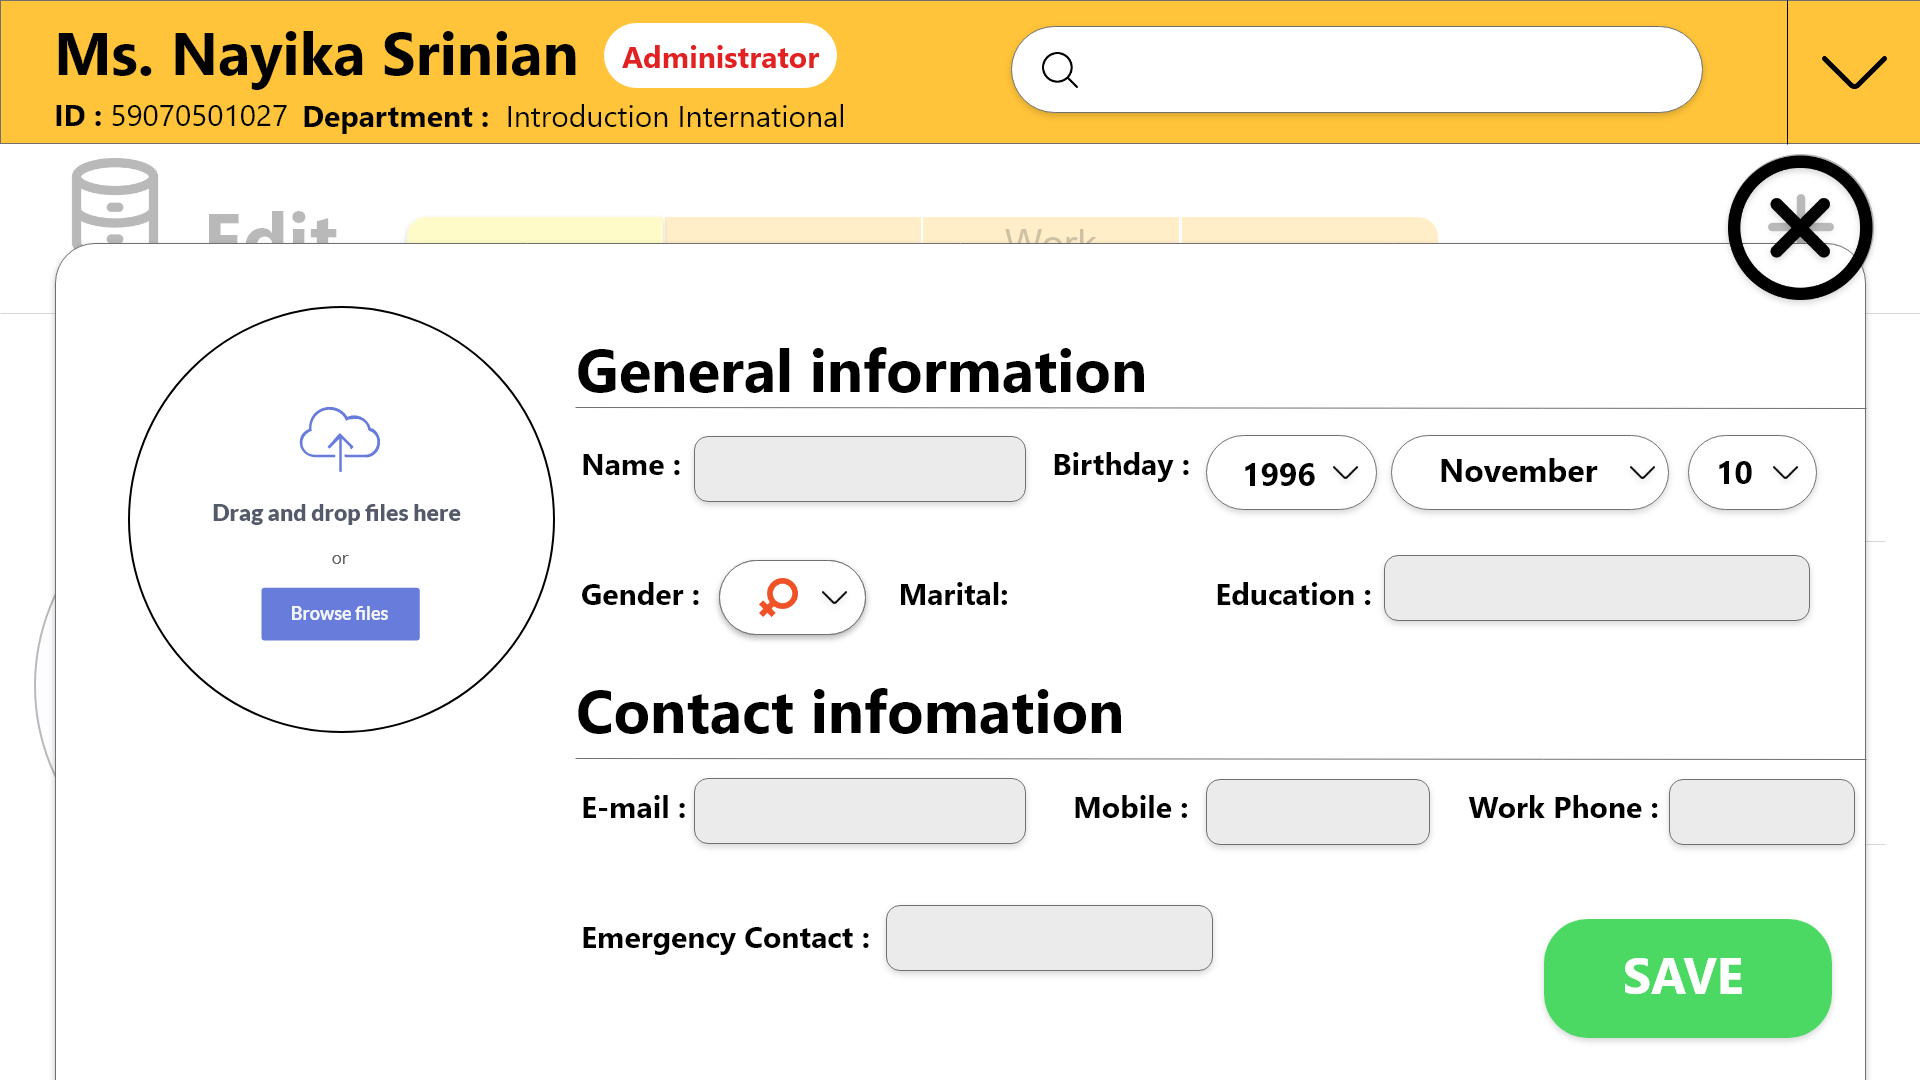 Ms. Nayika Srinian Administrator
ID : 59070501027 Department : Introduction International
Edit
Work
General information
Drag and drop files here
or
Browse files
Name : Birthday : 1996 November 10
Gender : Marital: Education :
Contact infomation
E-mail : Mobile : Work Phone :
Emergency Contact :
SAVE